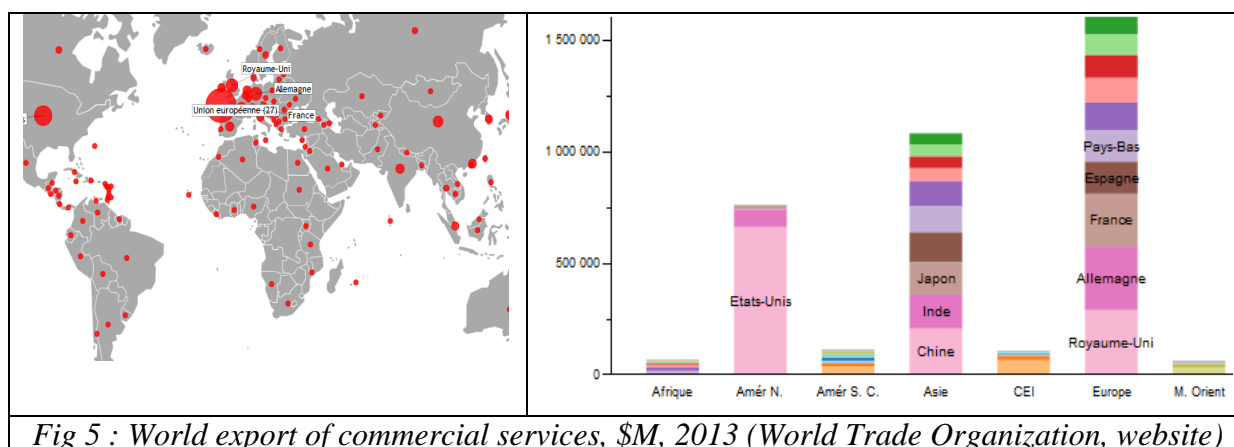 Royaume-Uni
Allemagne
Union européenne (27)
France
s
1 500 000
1 000 000
500 000
0
Pays-Bas
Espagne
France
Allemagne
Royaume-Uni
Japon
Inde
Chine
Etats-Unis
Afrique Amér N. Amér S. C. Asie CEI Europe M. Orient
Fig 5 : World export of commercial services, $M, 2013 (World Trade Organization, website)